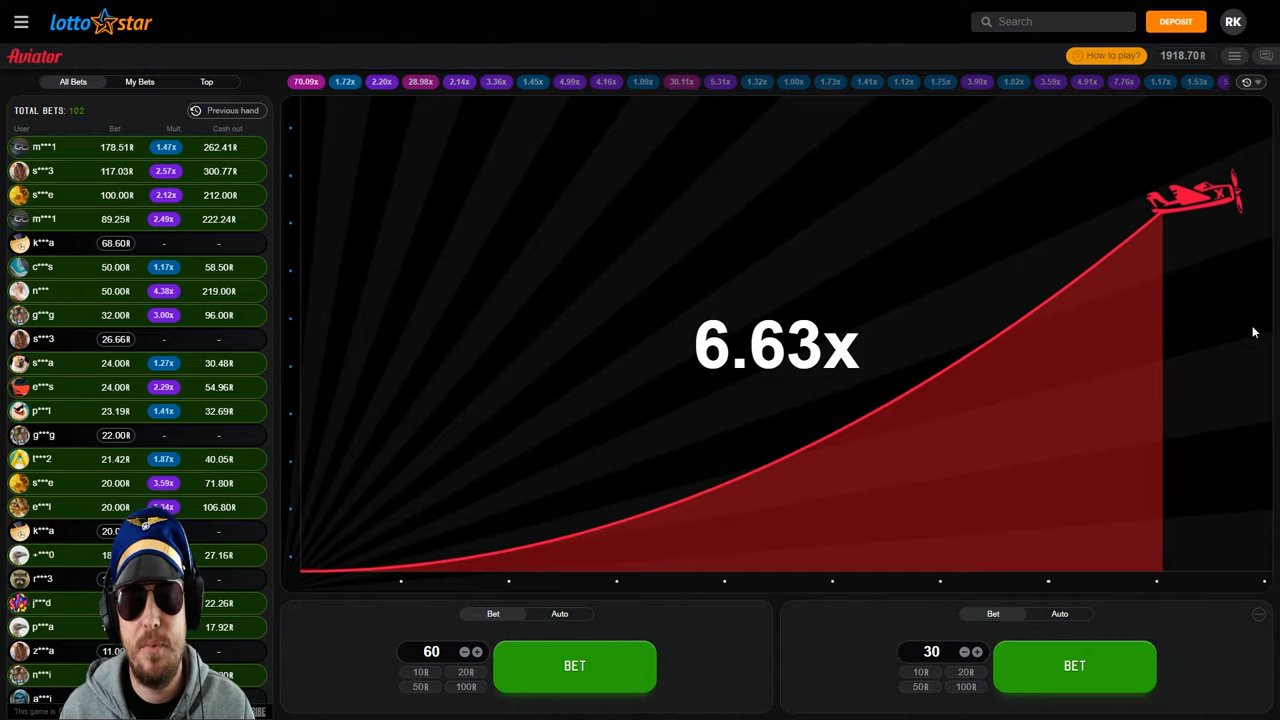 lotto star
Search
DEPOSIT
RK
Aviator
How to play?
1918.70R
All Bets My Bets Top
70.09x 1.72x 2.20x 28.98x 2.14x 3.36x 1.45x 4.99x 4.16x 1.09x 30.11x 5.31x 1.32x 1.00x 1.73x 1.41x 1.12x 1.75x 3.99x 1.82x 3.59x 4.91x 7.76x 1.17x 1.53x
TOTAL BETS: 102
Previous hand
User Bet Mult. Cash out
m***1 178.51R 1.47x 262.41R
s***3 117.03R 2.57x 300.77R
s***e 100.00R 2.12x 212.00R
m***1 89.25R 2.49x 222.24R
k***a 68.60R - -
c***s 50.00R 1.17x 58.50R
n*** 50.00R 4.38x 219.00R
g***g 32.00R 3.00x 96.00R
s***3 26.66R - -
s***a 24.00R 1.27x 30.48R
e***s 24.00R 2.29x 54.96R
p***l 23.19R 1.41x 32.69R
g***g 22.00R - -
t***2 21.42R 1.87x 40.05R
s***e 20.00R 3.59x 71.80R
e***l 20.00R 5.34x 106.80R
k***a - -
+***0 27.16R
r***3 - -
j***d 22.26R
p***a 17.92R
z***a - -
n***i
a***i
This game is
6.63x
X
Bet Auto
60
BET
10R 20R
50R 100R
Bet Auto
30
BET
10R 20R
50R 100R